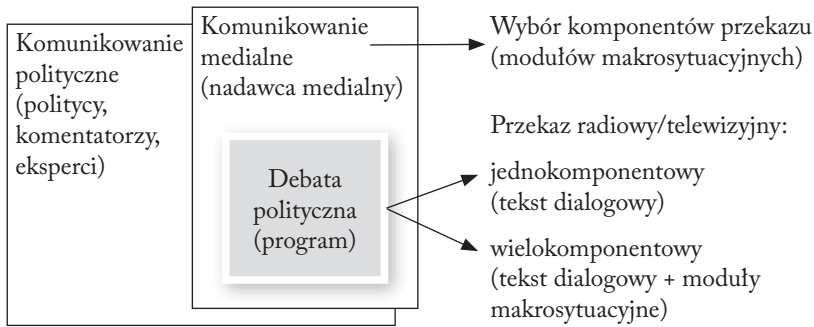 Komunikowanie
polityczne
(politycy,
komentatorzy,
eksperci)
Komunikowanie
medialne
(nadawca medialny)
Debata
polityczna
(program)
Wybór komponentów przekazu
(modułów makrosytuacyjnych)
Przekaz radiowy/telewizyjny:
jednokomponentowy
(tekst dialogowy)
wielokomponentowy
(tekst dialogowy + moduły
makrosytuacyjne)